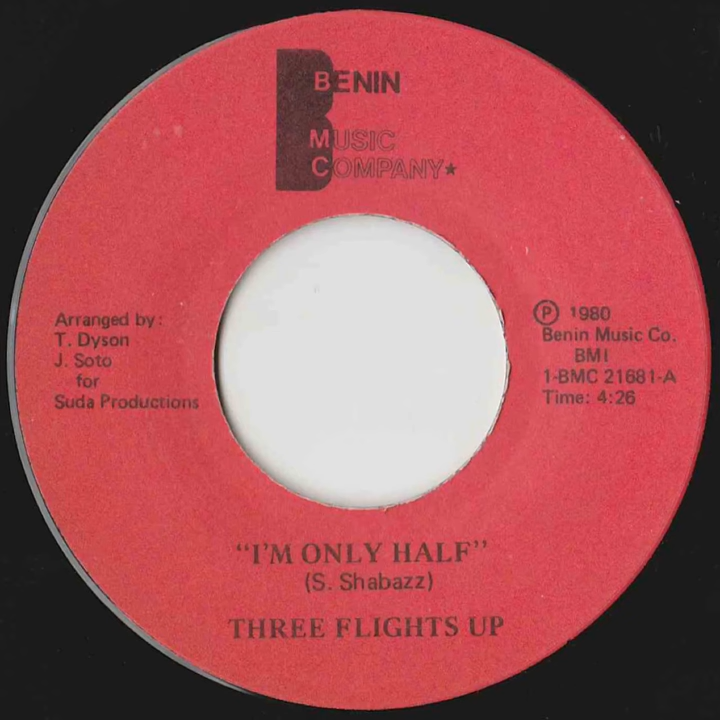 BENIN
MUSIC
COMPANY★
Arranged by:
T. Dyson
J. Soto
for
Suda Productions
Ⓟ 1980
Benin Music Co.
BMI
1-BMC 21681-A
Time: 4:26
"I'M ONLY HALF"
(S. Shabazz)
THREE FLIGHTS UP